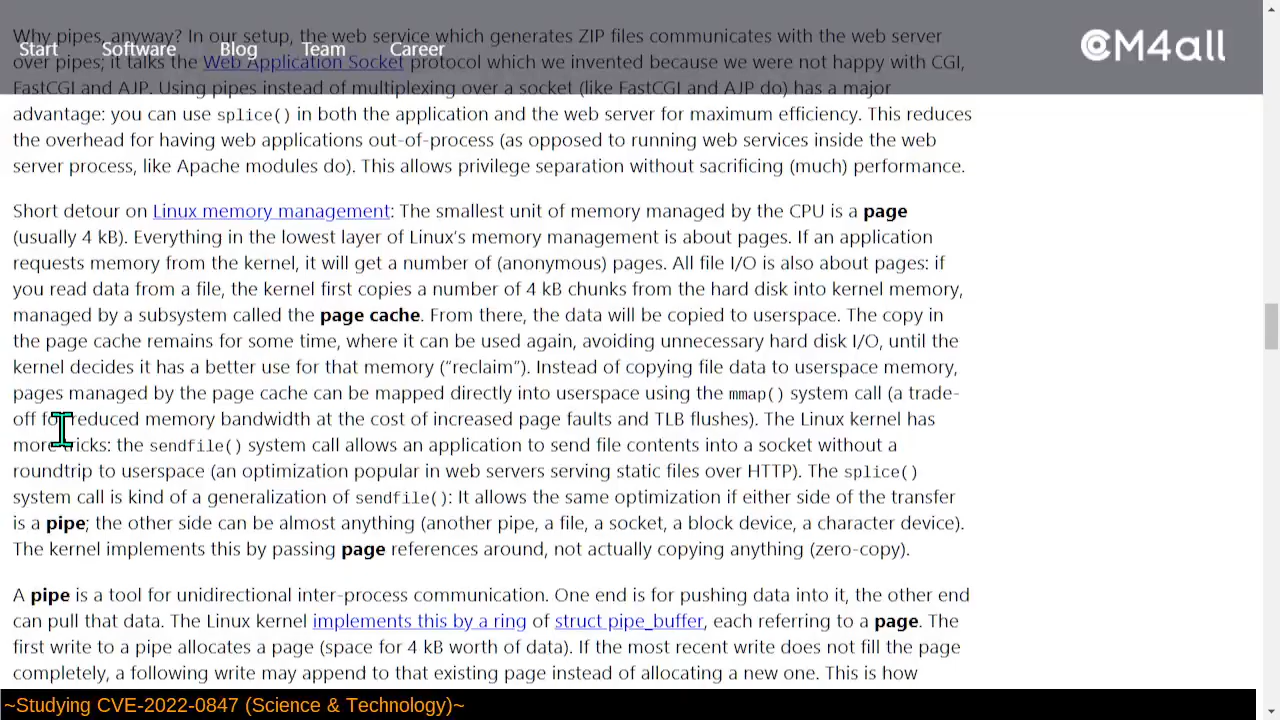 Why pipes, anyway? In our setup, the web service which generates ZIP files communicates with the web server
Start Software Blog Team Career
CM4all
over pipes; it talks the Web Application Socket protocol which we invented because we were not happy with CGI,
FastCGI and AJP. Using pipes instead of multiplexing over a socket (like FastCGI and AJP do) has a major
advantage: you can use splice() in both the application and the web server for maximum efficiency. This reduces
the overhead for having web applications out-of-process (as opposed to running web services inside the web
server process, like Apache modules do). This allows privilege separation without sacrificing (much) performance.
Short detour on Linux memory management: The smallest unit of memory managed by the CPU is a page
(usually 4 kB). Everything in the lowest layer of Linux’s memory management is about pages. If an application
requests memory from the kernel, it will get a number of (anonymous) pages. All file I/O is also about pages: if
you read data from a file, the kernel first copies a number of 4 kB chunks from the hard disk into kernel memory,
managed by a subsystem called the page cache. From there, the data will be copied to userspace. The copy in
the page cache remains for some time, where it can be used again, avoiding unnecessary hard disk I/O, until the
kernel decides it has a better use for that memory (“reclaim”). Instead of copying file data to userspace memory,
pages managed by the page cache can be mapped directly into userspace using the mmap() system call (a trade-
off for reduced memory bandwidth at the cost of increased page faults and TLB flushes). The Linux kernel has
more tricks: the sendfile() system call allows an application to send file contents into a socket without a
roundtrip to userspace (an optimization popular in web servers serving static files over HTTP). The splice()
system call is kind of a generalization of sendfile(): It allows the same optimization if either side of the transfer
is a pipe; the other side can be almost anything (another pipe, a file, a socket, a block device, a character device).
The kernel implements this by passing page references around, not actually copying anything (zero-copy).
A pipe is a tool for unidirectional inter-process communication. One end is for pushing data into it, the other end
can pull that data. The Linux kernel implements this by a ring of struct pipe_buffer, each referring to a page. The
first write to a pipe allocates a page (space for 4 kB worth of data). If the most recent write does not fill the page
completely, a following write may append to that existing page instead of allocating a new one. This is how
~Studying CVE-2022-0847 (Science & Technology)~